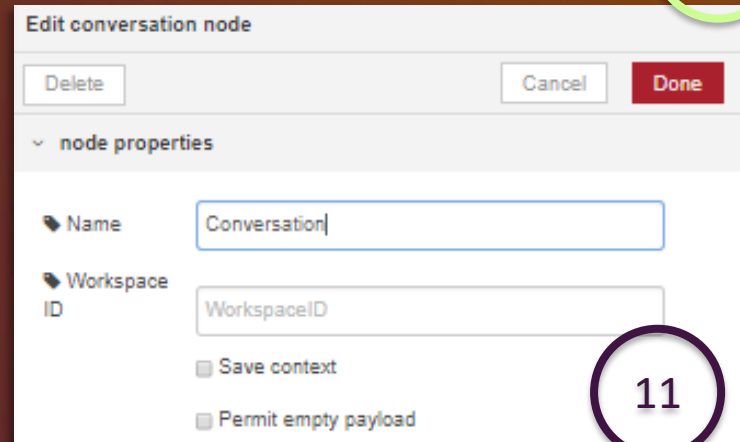 Edit conversation node
Delete Cancel Done
node properties
Name Conversation
Workspace
ID WorkspaceID
Save context
Permit empty payload
11